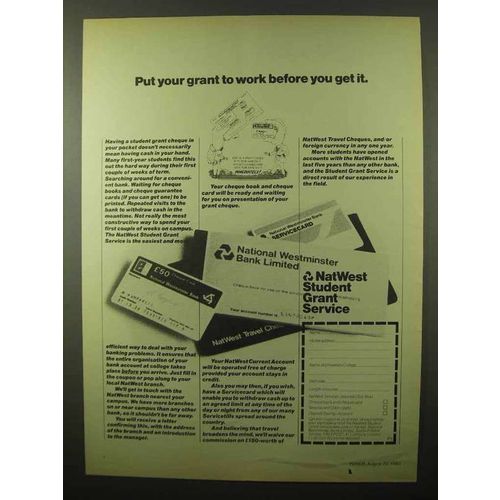 Put your grant to work before you get it.
Having a student grant cheque in
your pocket doesn't necessarily
mean having cash in your hand.
Many first-year students find this
out the hard way during their first
couple of weeks of term.
Searching around for a conveni-
ent bank. Waiting for cheque
books and cheque guarantee
cards (if you can get one) to be
printed. Repeated visits to the
bank to withdraw cash in the
meantime. Not really the most
constructive way to spend your
first couple of weeks on campus.
The NatWest Student Grant
Service is the easiest and mo
efficient way to deal with your
banking problems. It ensures that
the entire organisation of your
bank account at college takes
place before you arrive. Just fill in
the coupon or pop along to your
local NatWest branch.
We'll get in touch with the
NatWest branch nearest your
campus. We have more branches
on or near campus than any other
bank, so it shouldn't be far away.
You will receive a letter
confirming this, with the address
of the branch and an introduction
to the manager.
Your cheque book and cheque
card will be ready and waiting
for you on presentation of your
grant cheque.
£50
National Westminster Bank
National Westminster
Bank Limited
Your account number is
NatWest Travel Che
Your NatWest Current Account
will be operated free of charge
provided your account stays in
credit.
Also you may then, if you wish,
have a Servicecard which will
enable you to withdraw cash up to
an agreed limit at any time of the
day or night from any of our many
Servicetills spread around the
country.
And believing that travel
broadens the mind, we'll waive our
commission on £150-worth of
NatWest Travel Cheques, and/or
foreign currency in any one year.
More students have opened
accounts with the NatWest in the
last five years than any other bank,
and the Student Grant Service is a
direct result of our experience in
the field.
National Westminster Bank
SERVICECARD
NatWest
Student
Grant
Service